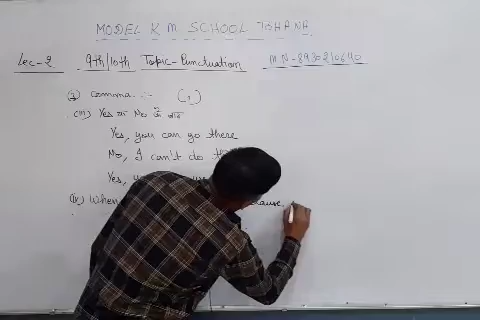 MODEL K M SCHOOL TOHANA
Lec-2 9th/10th Topic-Punctuation M N-8930210640
(3) Comma :- (,)
(iii) Yes या No के बाद
Yes, you can go there
No, I can't do
Yes,
(iv) When clause,